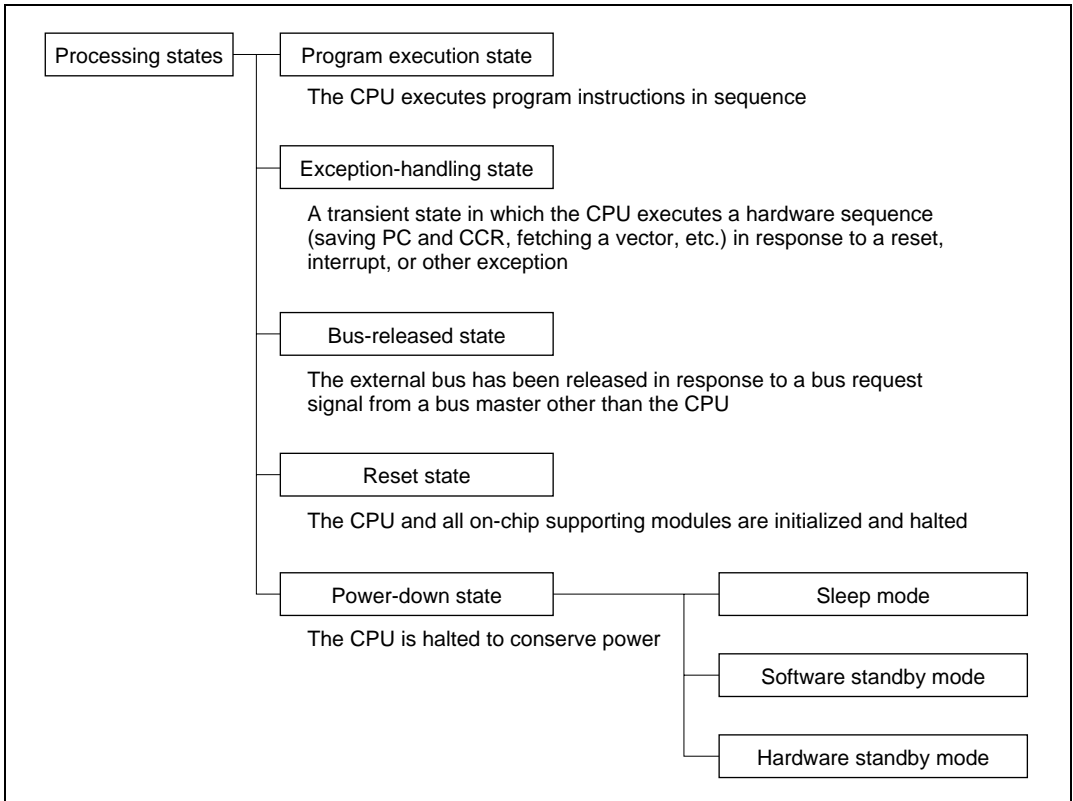 Processing states
Program execution state
The CPU executes program instructions in sequence
Exception-handling state
A transient state in which the CPU executes a hardware sequence
(saving PC and CCR, fetching a vector, etc.) in response to a reset,
interrupt, or other exception
Bus-released state
The external bus has been released in response to a bus request
signal from a bus master other than the CPU
Reset state
The CPU and all on-chip supporting modules are initialized and halted
Power-down state
Sleep mode
The CPU is halted to conserve power
Software standby mode
Hardware standby mode